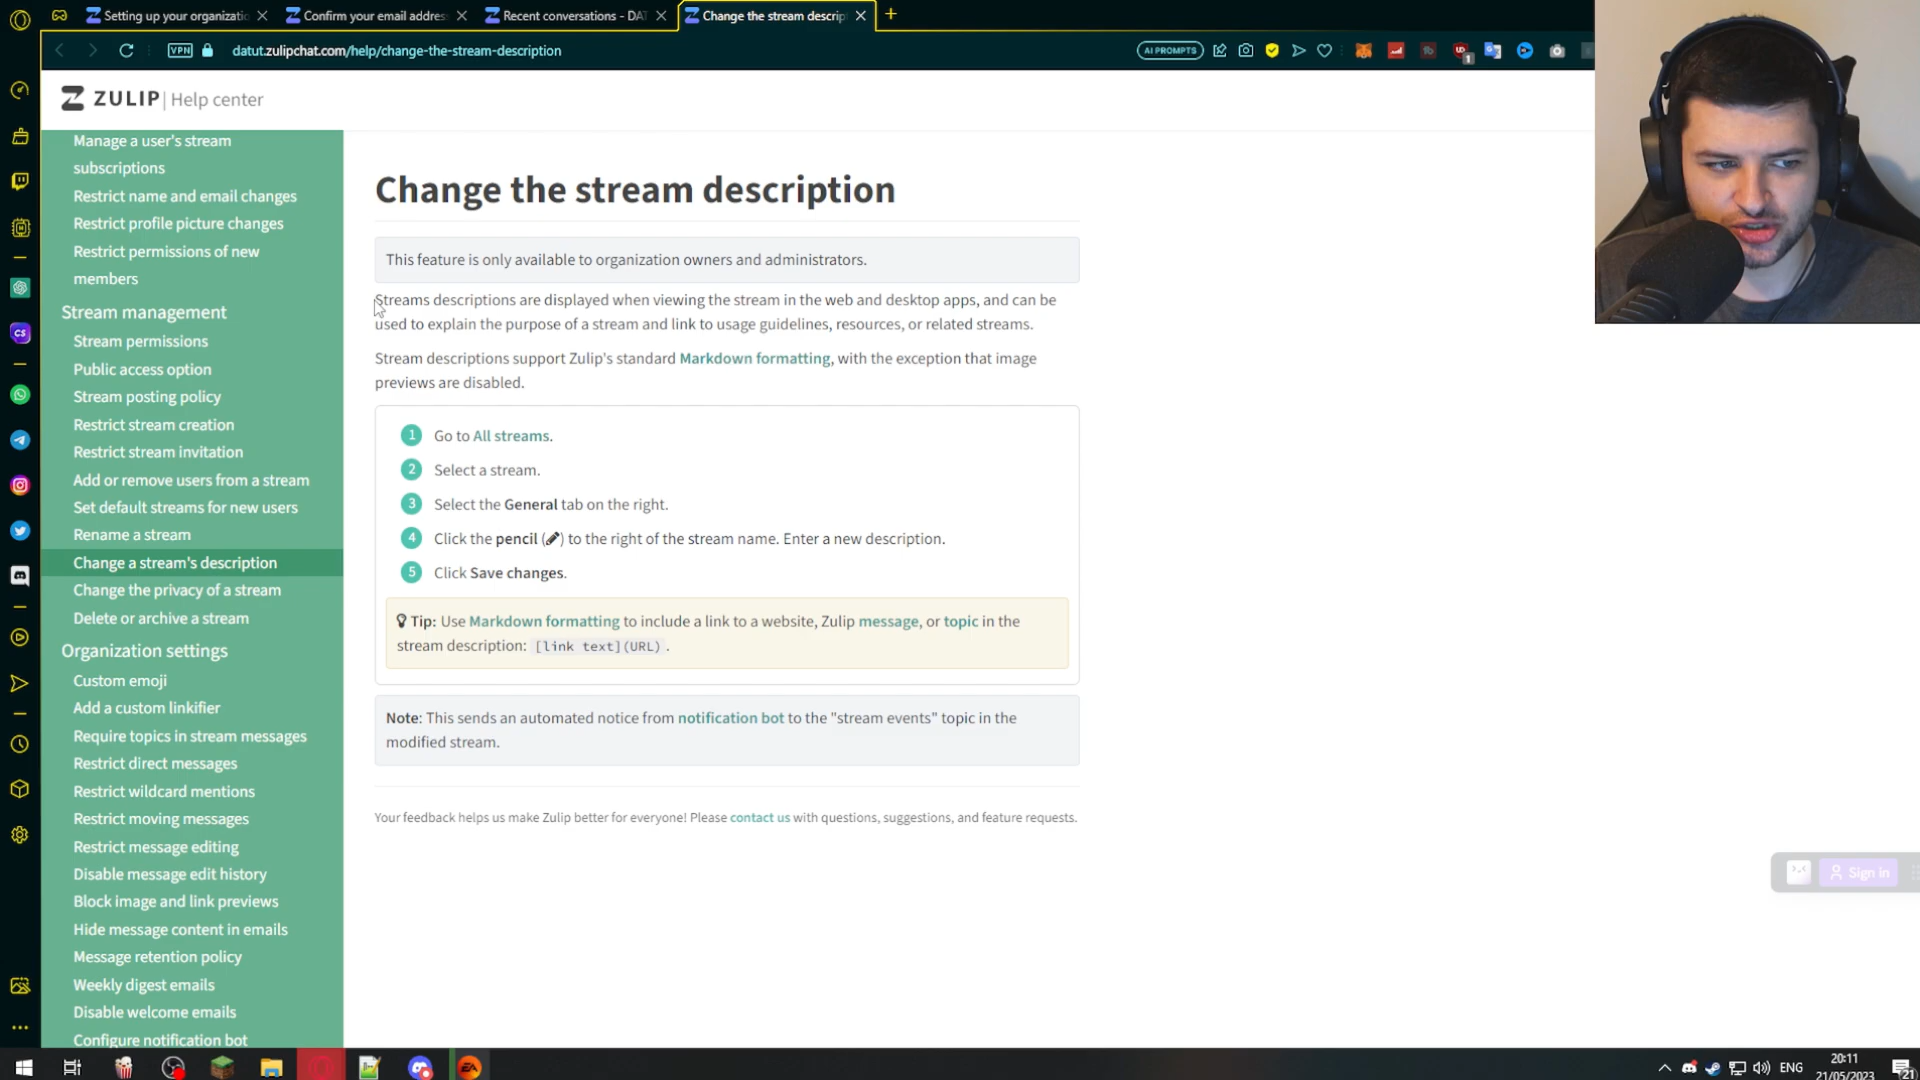 Setting up your organizatio
Confirm your email address
Recent conversations - DAT
Change the stream descrip
VPN
datut.zulipchat.com/help/change-the-stream-description
AI PROMPTS
ZULIP | Help center
Manage a user's stream
subscriptions
Restrict name and email changes
Restrict profile picture changes
Restrict permissions of new
members
Stream management
Stream permissions
Public access option
Stream posting policy
Restrict stream creation
Restrict stream invitation
Add or remove users from a stream
Set default streams for new users
Rename a stream
Change a stream's description
Change the privacy of a stream
Delete or archive a stream
Organization settings
Custom emoji
Add a custom linkifier
Require topics in stream messages
Restrict direct messages
Restrict wildcard mentions
Restrict moving messages
Restrict message editing
Disable message edit history
Block image and link previews
Hide message content in emails
Message retention policy
Weekly digest emails
Disable welcome emails
Configure notification bot
Change the stream description
This feature is only available to organization owners and administrators.
Streams descriptions are displayed when viewing the stream in the web and desktop apps, and can be
used to explain the purpose of a stream and link to usage guidelines, resources, or related streams.
Stream descriptions support Zulip's standard Markdown formatting, with the exception that image
previews are disabled.
1 Go to All streams.
2 Select a stream.
3 Select the General tab on the right.
4 Click the pencil ( ) to the right of the stream name. Enter a new description.
5 Click Save changes.
Tip: Use Markdown formatting to include a link to a website, Zulip message, or topic in the
stream description: [link text](URL) .
Note: This sends an automated notice from notification bot to the "stream events" topic in the
modified stream.
Your feedback helps us make Zulip better for everyone! Please contact us with questions, suggestions, and feature requests.
Sign in
CS
EA
ENG
20:11
21/05/2023
21